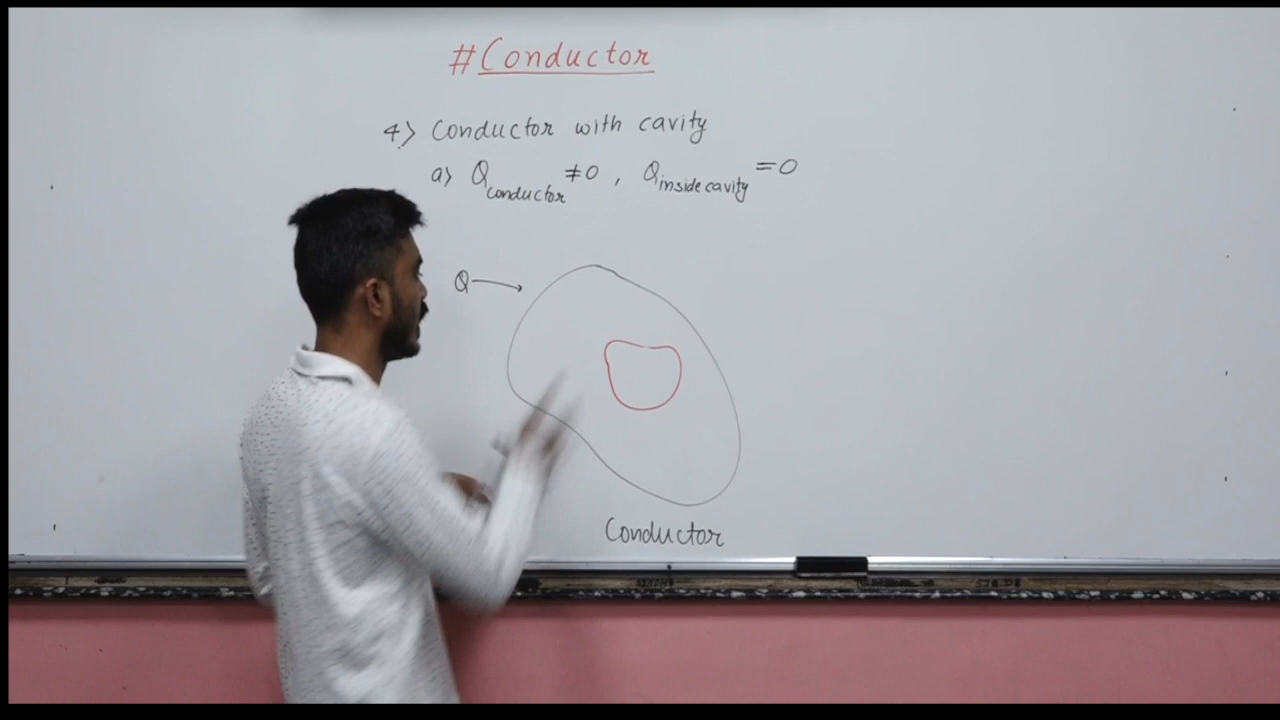 #Conductor
4> Conductor with cavity
a> Q_conductor ≠0 , Q_inside cavity =0
Q→
Conductor